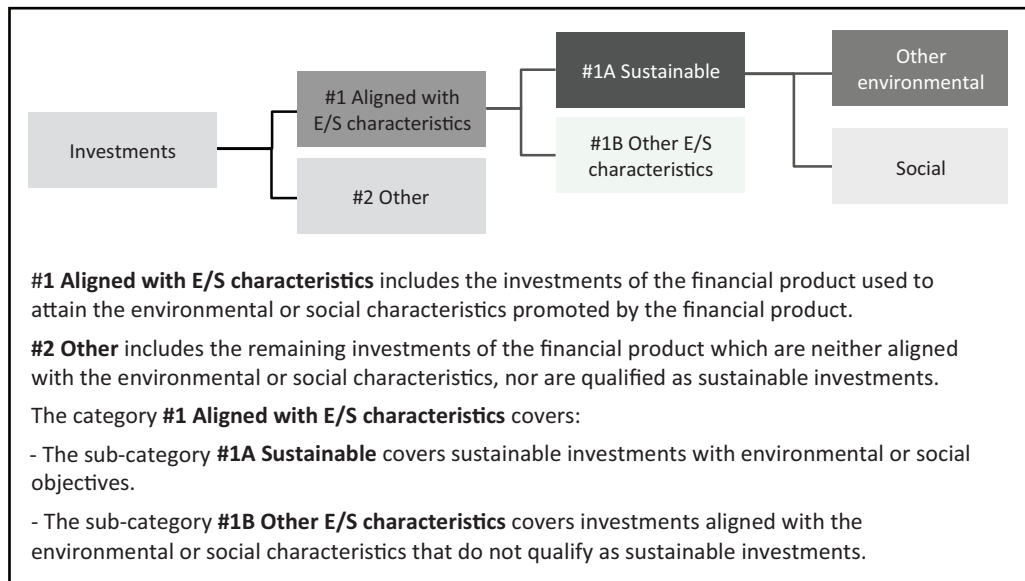 Investments
#1 Aligned with
E/S characteristics
#2 Other
#1A Sustainable
#1B Other E/S
characteristics
Other
environmental
Social
#1 Aligned with E/S characteristics includes the investments of the financial product used to
attain the environmental or social characteristics promoted by the financial product.
#2 Other includes the remaining investments of the financial product which are neither aligned
with the environmental or social characteristics, nor are qualified as sustainable investments.
The category #1 Aligned with E/S characteristics covers:
- The sub-category #1A Sustainable covers sustainable investments with environmental or social
objectives.
- The sub-category #1B Other E/S characteristics covers investments aligned with the
environmental or social characteristics that do not qualify as sustainable investments.